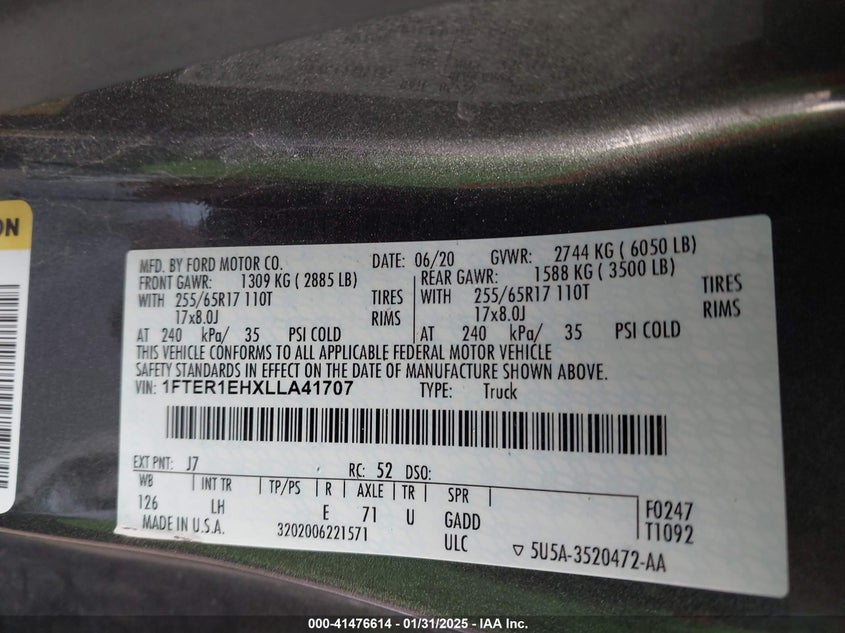 ON
MFD. BY FORD MOTOR CO. DATE: 06/20 GVWR: 2744 KG ( 6050 LB)
FRONT GAWR: 1309 KG ( 2885 LB) REAR GAWR: 1588 KG ( 3500 LB)
WITH 255/65R17 110T TIRES WITH 255/65R17 110T TIRES
17x8.0J RIMS 17x8.0J RIMS
AT 240 kPa/ 35 PSI COLD AT 240 kPa/ 35 PSI COLD
THIS VEHICLE CONFORMS TO ALL APPLICABLE FEDERAL MOTOR VEHICLE
SAFETY STANDARDS IN EFFECT ON THE DATE OF MANUFACTURE SHOWN ABOVE.
VIN: 1FTER1EHXLLA41707 TYPE: Truck
EXT PNT: J7 RC: 52 DSO:
WB INT TR TP/PS R AXLE TR SPR
126 LH E 71 U GADD F0247
MADE IN U.S.A. 3202006221571 ULC T1092
▽ 5U5A-3520472-AA
000-41476614 - 01/31/2025 - IAA Inc.